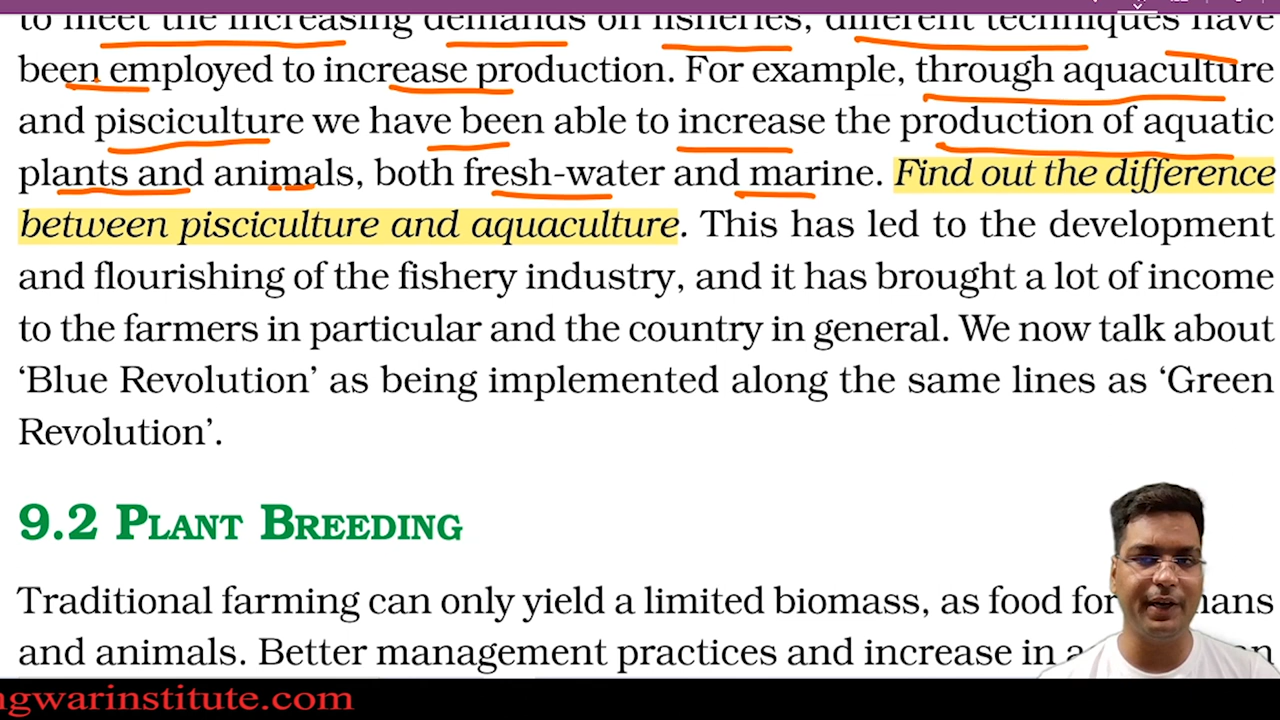 to meet the increasing demands on fisheries, different techniques have
been employed to increase production. For example, through aquaculture
and pisciculture we have been able to increase the production of aquatic
plants and animals, both fresh-water and marine. Find out the difference
between pisciculture and aquaculture. This has led to the development
and flourishing of the fishery industry, and it has brought a lot of income
to the farmers in particular and the country in general. We now talk about
‘Blue Revolution’ as being implemented along the same lines as ‘Green
Revolution’.
9.2 PLANT BREEDING
Traditional farming can only yield a limited biomass, as food for
and animals. Better management practices and increase in
ngwarinstitute.com